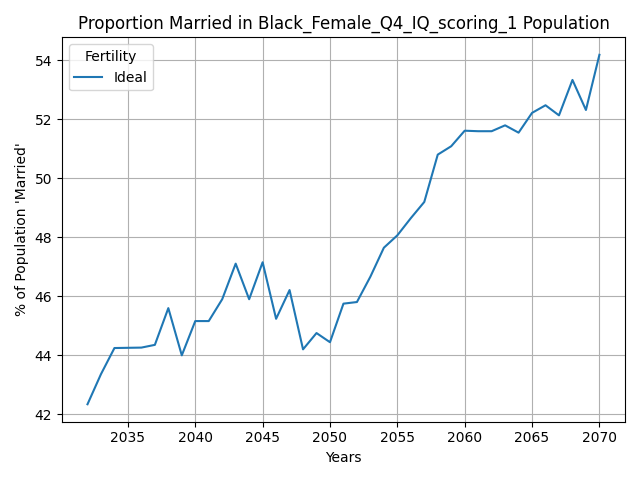 Proportion Married in Black_Female_Q4_IQ_scoring_1 Population
Fertility
Ideal
% of Population 'Married'
54
52
50
48
46
44
42
2035 2040 2045 2050 2055 2060 2065 2070
Years